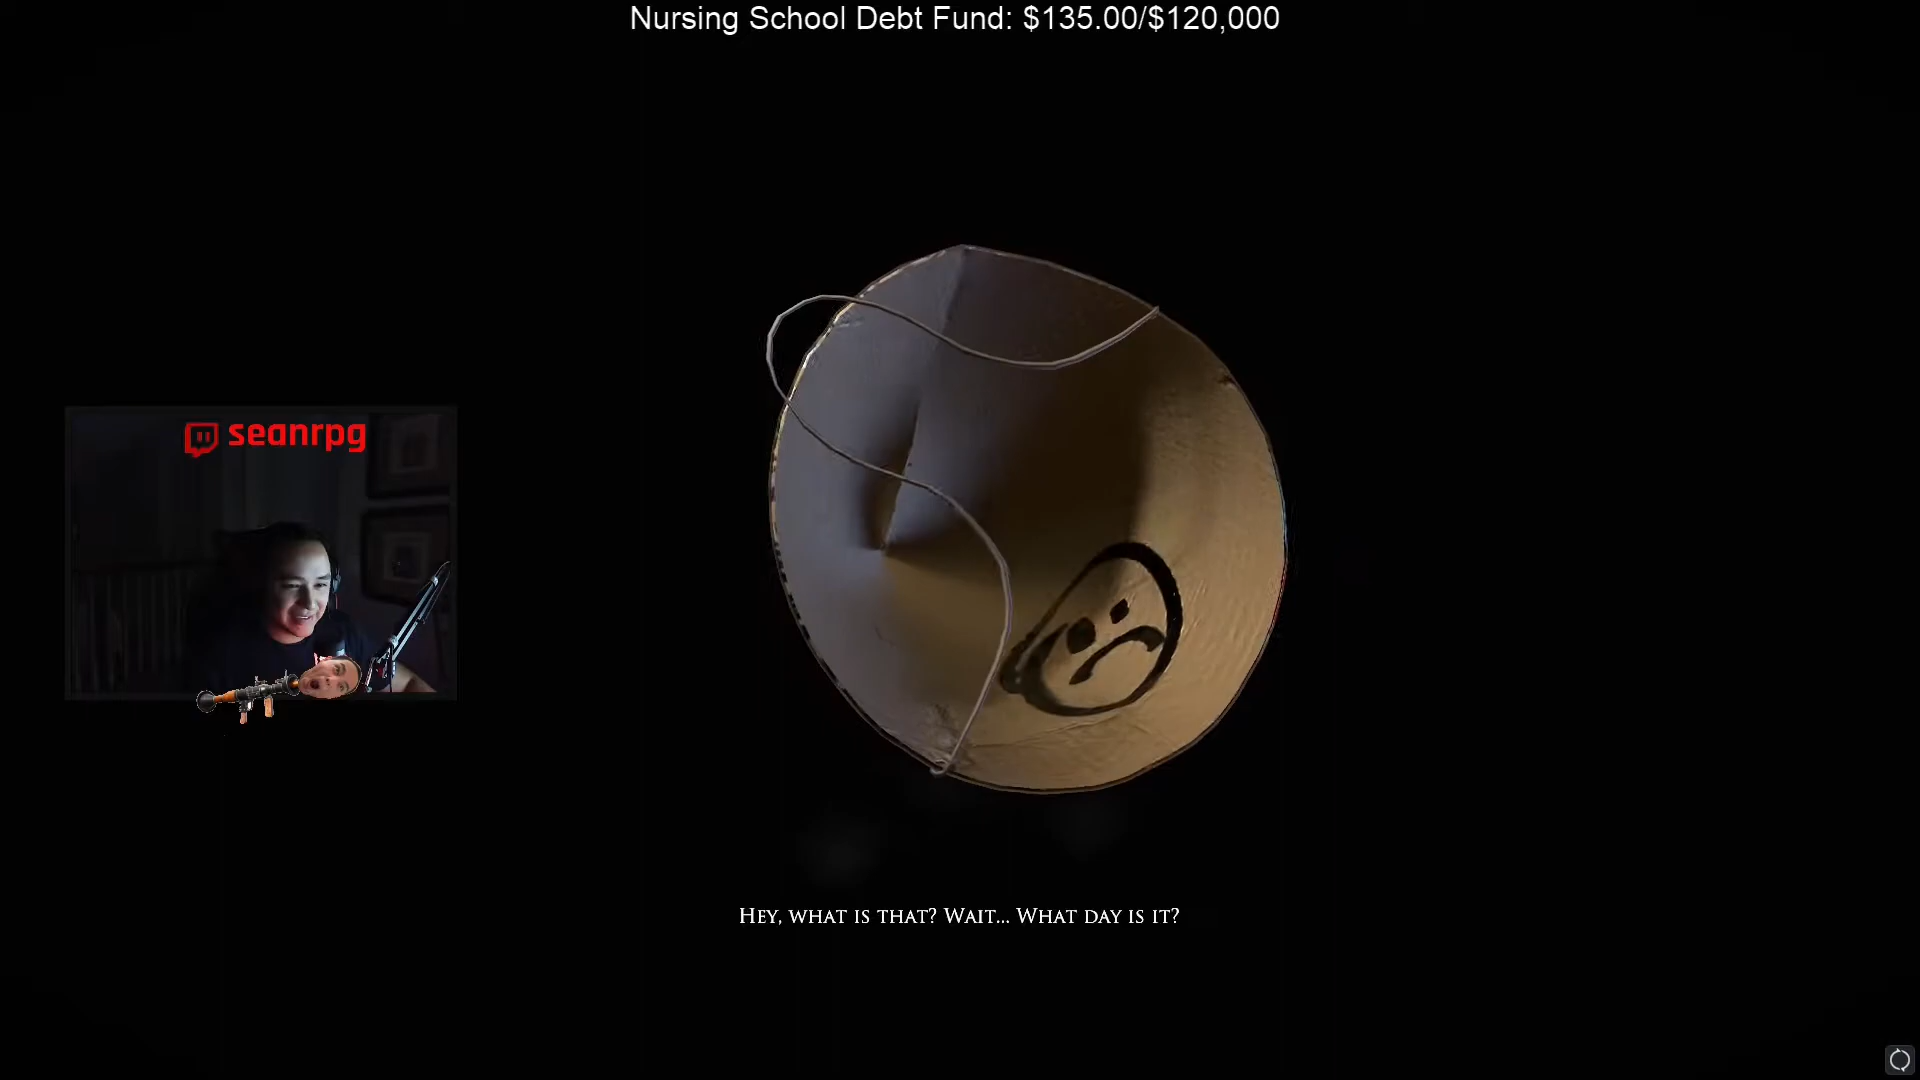 Nursing School Debt Fund: $135.00/$120,000
seanrpg
Hey, what is that? Wait... What day is it?